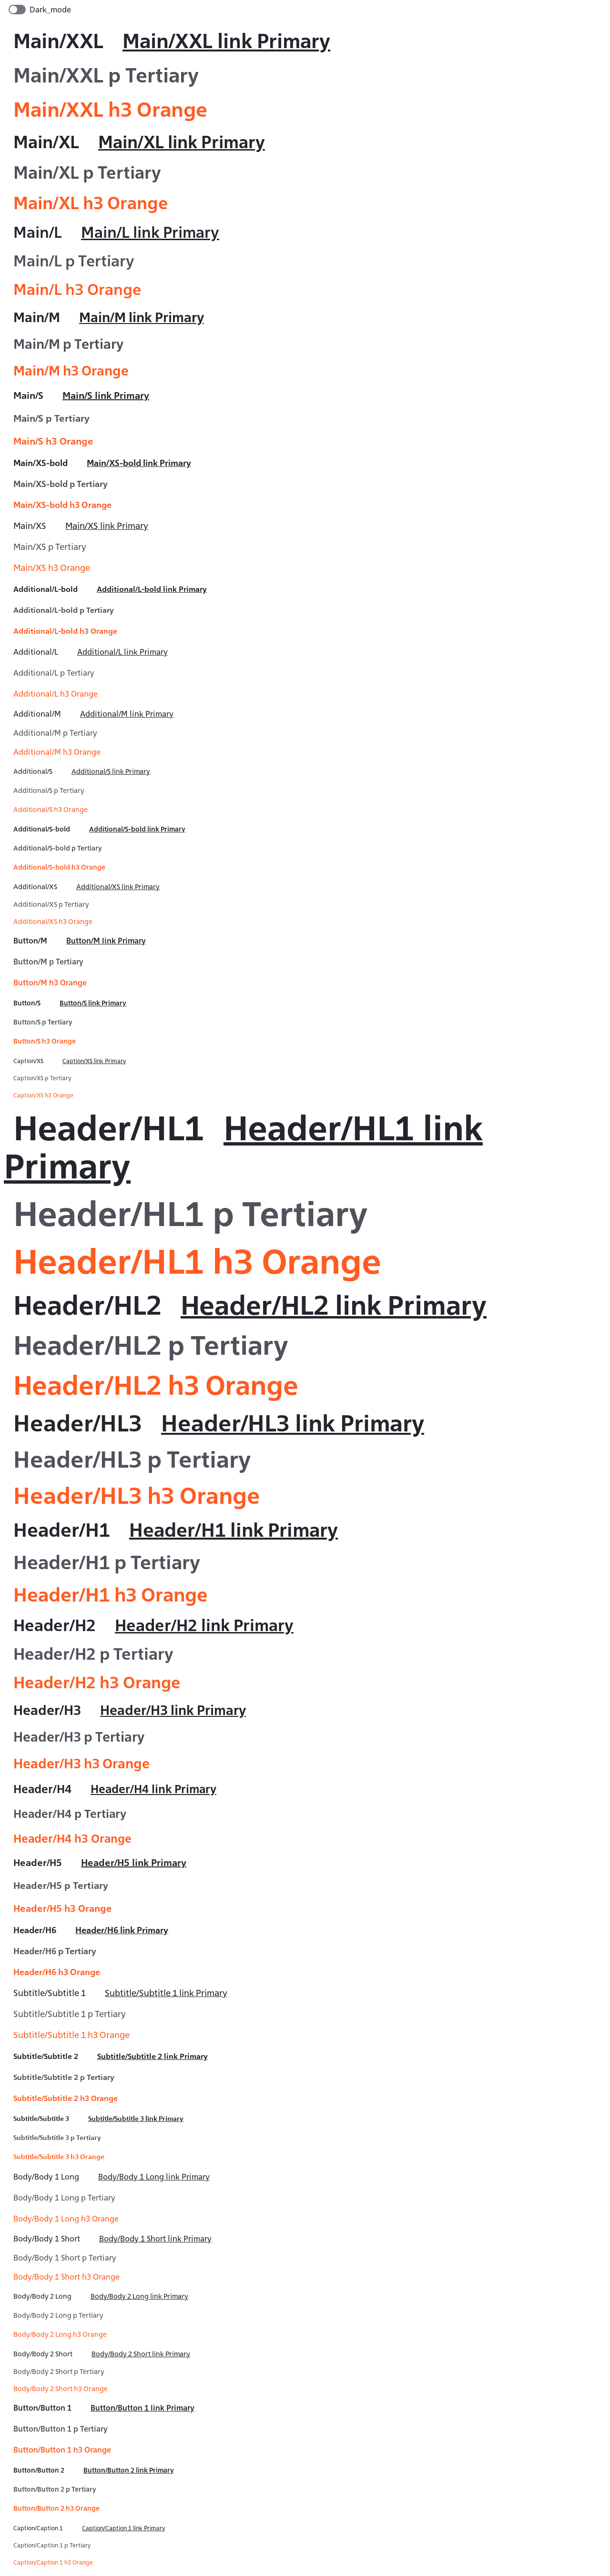 Dark_mode
Main/XXL Main/XXL link Primary
Main/XXL p Tertiary
Main/XXL h3 Orange
Main/XL Main/XL link Primary
Main/XL p Tertiary
Main/XL h3 Orange
Main/L Main/L link Primary
Main/L p Tertiary
Main/L h3 Orange
Main/M Main/M link Primary
Main/M p Tertiary
Main/M h3 Orange
Main/S Main/S link Primary
Main/S p Tertiary
Main/S h3 Orange
Main/XS-bold Main/XS-bold link Primary
Main/XS-bold p Tertiary
Main/XS-bold h3 Orange
Main/XS Main/XS link Primary
Main/XS p Tertiary
Main/XS h3 Orange
Additional/L-bold Additional/L-bold link Primary
Additional/L-bold p Tertiary
Additional/L-bold h3 Orange
Additional/L Additional/L link Primary
Additional/L p Tertiary
Additional/L h3 Orange
Additional/M Additional/M link Primary
Additional/M p Tertiary
Additional/M h3 Orange
Additional/S Additional/S link Primary
Additional/S p Tertiary
Additional/S h3 Orange
Additional/S-bold Additional/S-bold link Primary
Additional/S-bold p Tertiary
Additional/S-bold h3 Orange
Additional/XS Additional/XS link Primary
Additional/XS p Tertiary
Additional/XS h3 Orange
Button/M Button/M link Primary
Button/M p Tertiary
Button/M h3 Orange
Button/S Button/S link Primary
Button/S p Tertiary
Button/S h3 Orange
Caption/XS Caption/XS link Primary
Caption/XS p Tertiary
Caption/XS h3 Orange
Header/HL1 Header/HL1 link
Primary
Header/HL1 p Tertiary
Header/HL1 h3 Orange
Header/HL2 Header/HL2 link Primary
Header/HL2 p Tertiary
Header/HL2 h3 Orange
Header/HL3 Header/HL3 link Primary
Header/HL3 p Tertiary
Header/HL3 h3 Orange
Header/H1 Header/H1 link Primary
Header/H1 p Tertiary
Header/H1 h3 Orange
Header/H2 Header/H2 link Primary
Header/H2 p Tertiary
Header/H2 h3 Orange
Header/H3 Header/H3 link Primary
Header/H3 p Tertiary
Header/H3 h3 Orange
Header/H4 Header/H4 link Primary
Header/H4 p Tertiary
Header/H4 h3 Orange
Header/H5 Header/H5 link Primary
Header/H5 p Tertiary
Header/H5 h3 Orange
Header/H6 Header/H6 link Primary
Header/H6 p Tertiary
Header/H6 h3 Orange
Subtitle/Subtitle 1 Subtitle/Subtitle 1 link Primary
Subtitle/Subtitle 1 p Tertiary
Subtitle/Subtitle 1 h3 Orange
Subtitle/Subtitle 2 Subtitle/Subtitle 2 link Primary
Subtitle/Subtitle 2 p Tertiary
Subtitle/Subtitle 2 h3 Orange
Subtitle/Subtitle 3 Subtitle/Subtitle 3 link Primary
Subtitle/Subtitle 3 p Tertiary
Subtitle/Subtitle 3 h3 Orange
Body/Body 1 Long Body/Body 1 Long link Primary
Body/Body 1 Long p Tertiary
Body/Body 1 Long h3 Orange
Body/Body 1 Short Body/Body 1 Short link Primary
Body/Body 1 Short p Tertiary
Body/Body 1 Short h3 Orange
Body/Body 2 Long Body/Body 2 Long link Primary
Body/Body 2 Long p Tertiary
Body/Body 2 Long h3 Orange
Body/Body 2 Short Body/Body 2 Short link Primary
Body/Body 2 Short p Tertiary
Body/Body 2 Short h3 Orange
Button/Button 1 Button/Button 1 link Primary
Button/Button 1 p Tertiary
Button/Button 1 h3 Orange
Button/Button 2 Button/Button 2 link Primary
Button/Button 2 p Tertiary
Button/Button 2 h3 Orange
Caption/Caption 1 Caption/Caption 1 link Primary
Caption/Caption 1 p Tertiary
Caption/Caption 1 h3 Orange